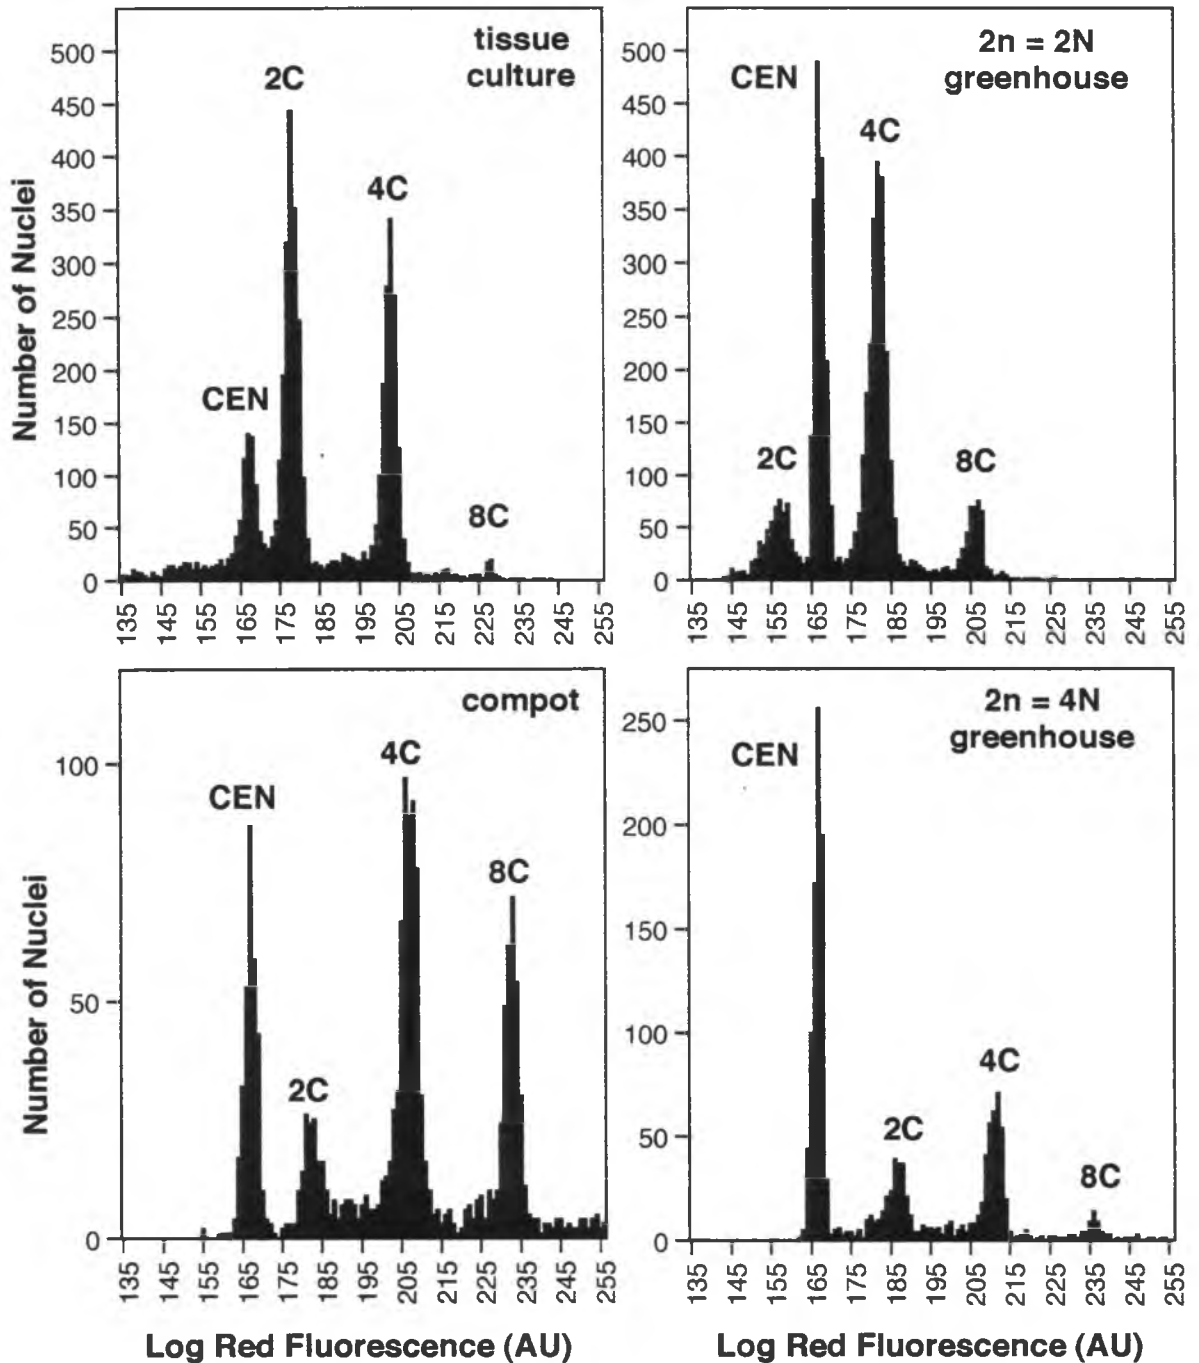 tissue
culture
500
450
400
350
300
250
200
150
100
50
0
CEN
2C
4C
8C
135 145 155 165 175 185 195 205 215 225 235 245 255
Number of Nuclei
2n = 2N
greenhouse
500
450
400
350
300
250
200
150
100
50
0
2C
CEN
4C
8C
135 145 155 165 175 185 195 205 215 225 235 245 255
compot
100
50
0
CEN
2C
4C
8C
135 145 155 165 175 185 195 205 215 225 235 245 255
Number of Nuclei
Log Red Fluorescence (AU)
2n = 4N
greenhouse
250
200
150
100
50
0
CEN
2C
4C
8C
135 145 155 165 175 185 195 205 215 225 235 245 255
Log Red Fluorescence (AU)